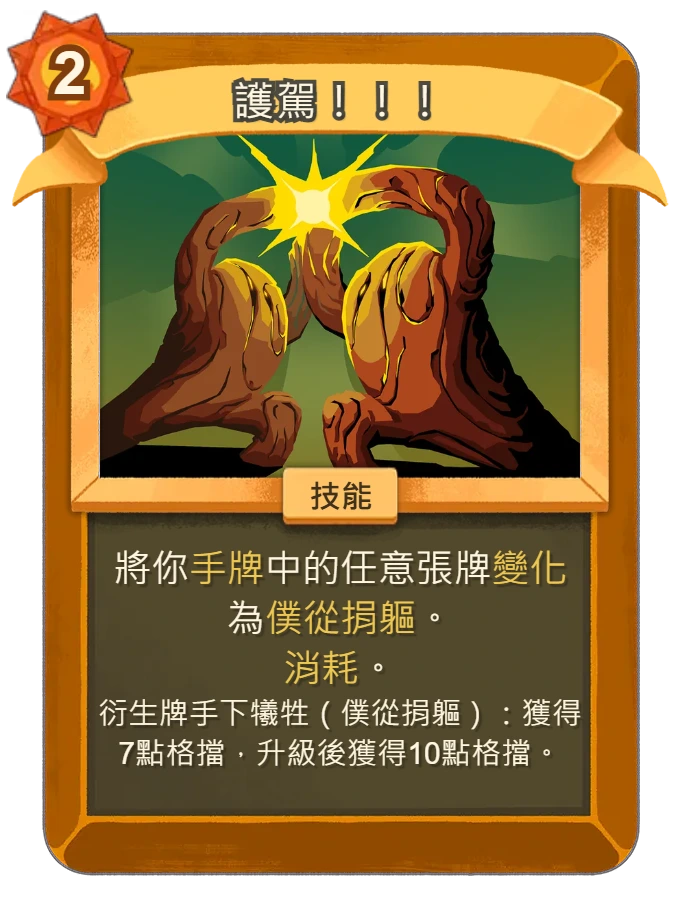 2
護駕！！！
技能
將你手牌中的任意張牌變化
為僕從捐軀。
消耗。
衍生牌手下犧牲（僕從捐軀）：獲得
7點格擋，升級後獲得10點格擋。